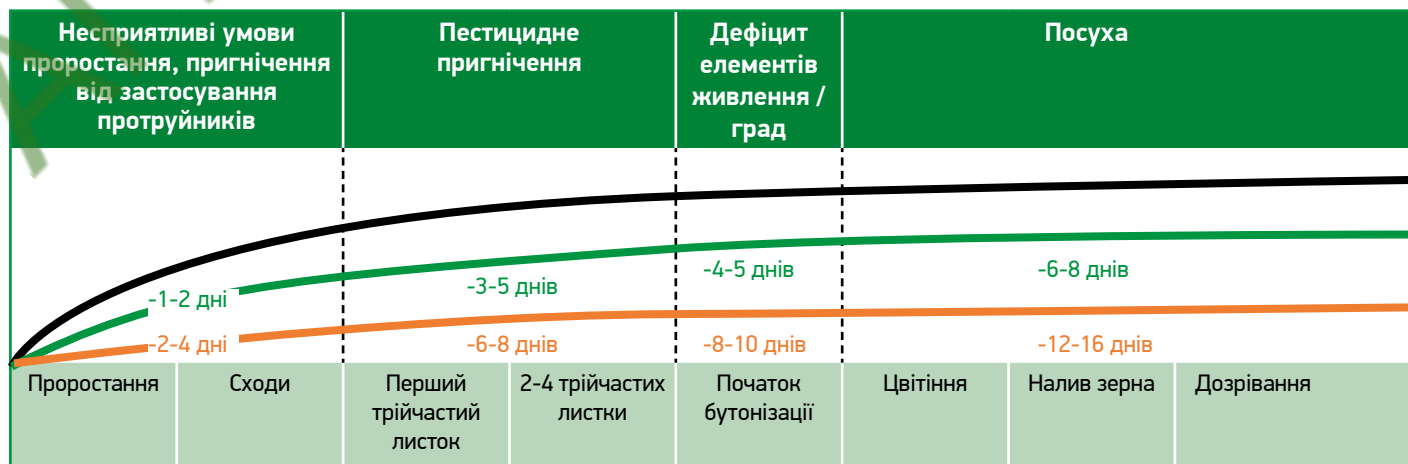 Несприятливі умови
проростання, пригнічення
від застосування
протруйників
Пестицидне
пригнічення
Дефіцит
елементів
живлення /
град
Посуха
-1-2 дні
-3-5 днів
-4-5 днів
-6-8 днів
-2-4 дні
-6-8 днів
-8-10 днів
-12-16 днів
Проростання
Сходи
Перший
трійчастий
листок
2-4 трійчастих
листки
Початок
бутонізації
Цвітіння
Налив зерна
Дозрівання